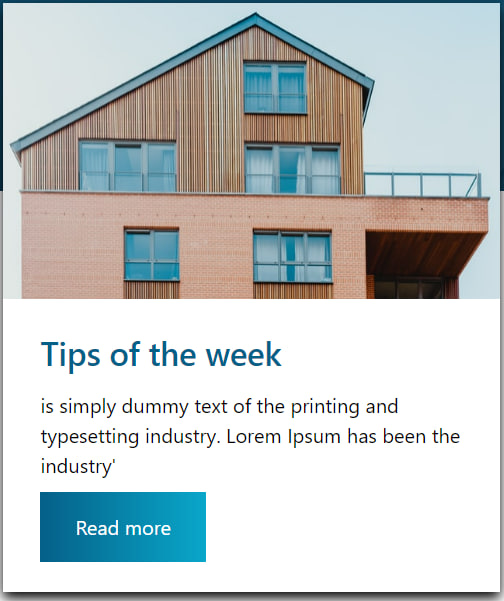 Tips of the week
is simply dummy text of the printing and
typesetting industry. Lorem Ipsum has been the
industry'
Read more